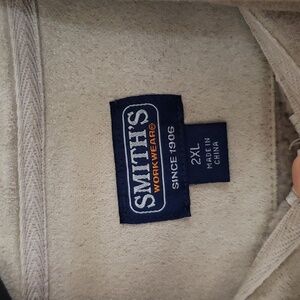 SMITH'S
WORKWEAR®
SINCE 1906
2XL
MADE IN
CHINA